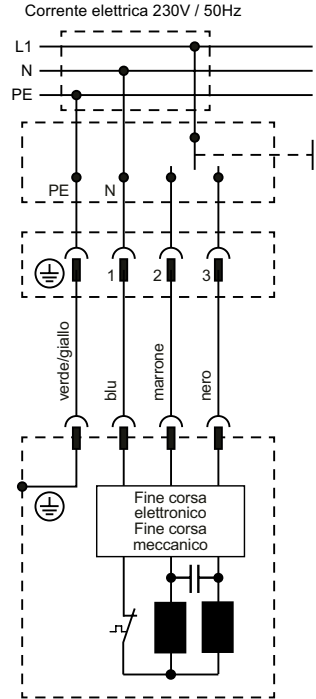 Corrente elettrica 230V / 50Hz
L1
N
PE
PE N
1 2 3
verde/giallo
blu
marrone
nero
Fine corsa
elettronico
Fine corsa
meccanico